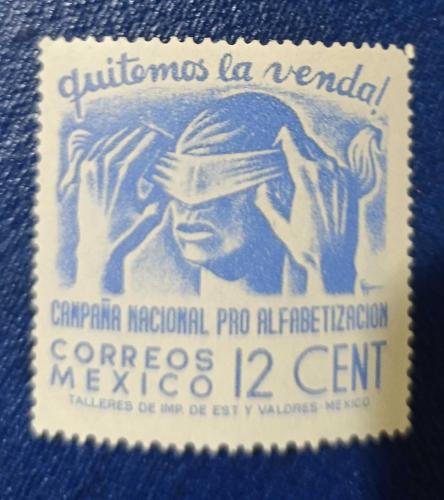 quitemos la venda!
CAMPAÑA NACIONAL PRO ALFABETIZACION
CORREOS MEXICO 12 CENT
TALLERES DE IMP. DE EST. Y VALORES-MEXICO